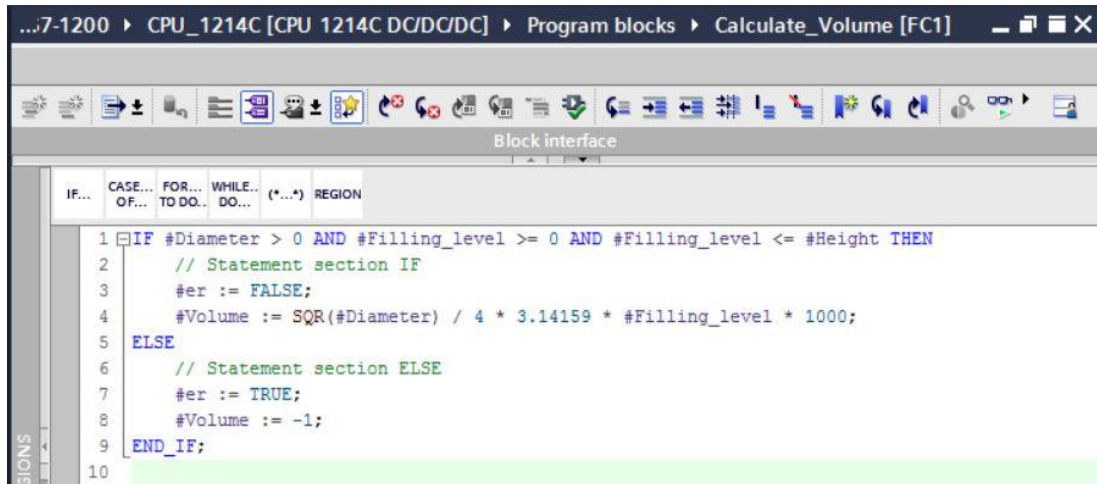 ...s7-1200 ▸ CPU_1214C [CPU 1214C DC/DC/DC] ▸ Program blocks ▸ Calculate_Volume [FC1]
Block interface
IF... CASE... OF... FOR... TO DO.. WHILE.. DO... (*...*) REGION
1 IF #Diameter > 0 AND #Filling_level >= 0 AND #Filling_level <= #Height THEN
2 // Statement section IF
3 #er := FALSE;
4 #Volume := SQR(#Diameter) / 4 * 3.14159 * #Filling_level * 1000;
5 ELSE
6 // Statement section ELSE
7 #er := TRUE;
8 #Volume := -1;
9 END_IF;
10